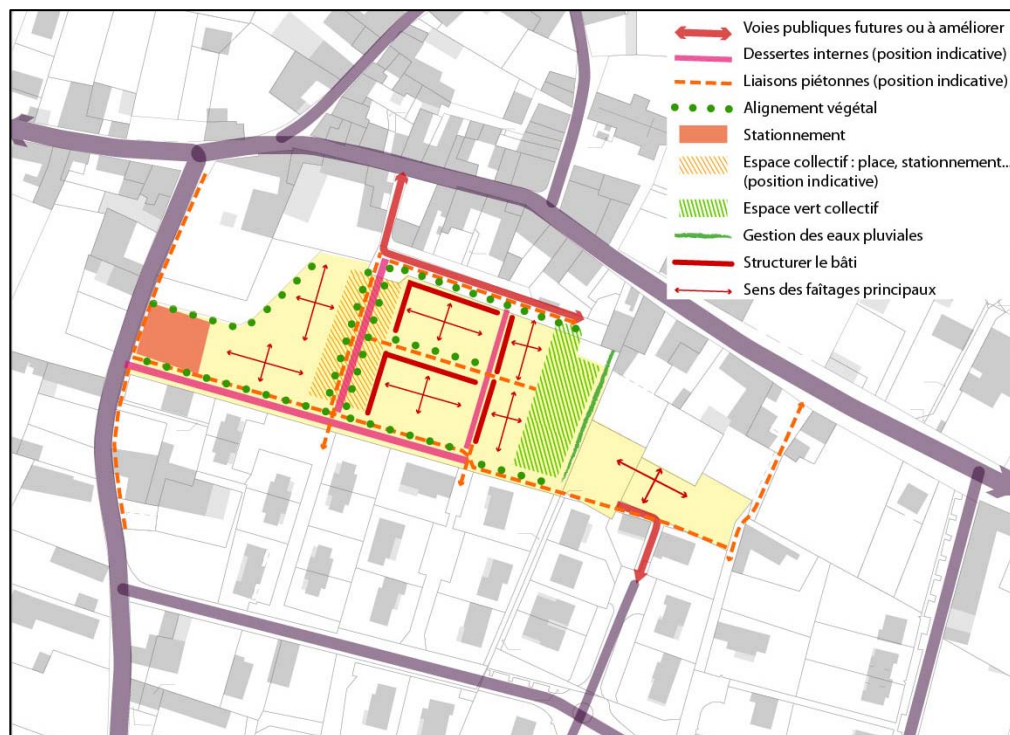 Voies publiques futures ou à améliorer
Dessertes internes (position indicative)
Liaisons piétonnes (position indicative)
Alignement végétal
Stationnement
Espace collectif : place, stationnement...
(position indicative)
Espace vert collectif
Gestion des eaux pluviales
Structurer le bâti
Sens des faîtages principaux